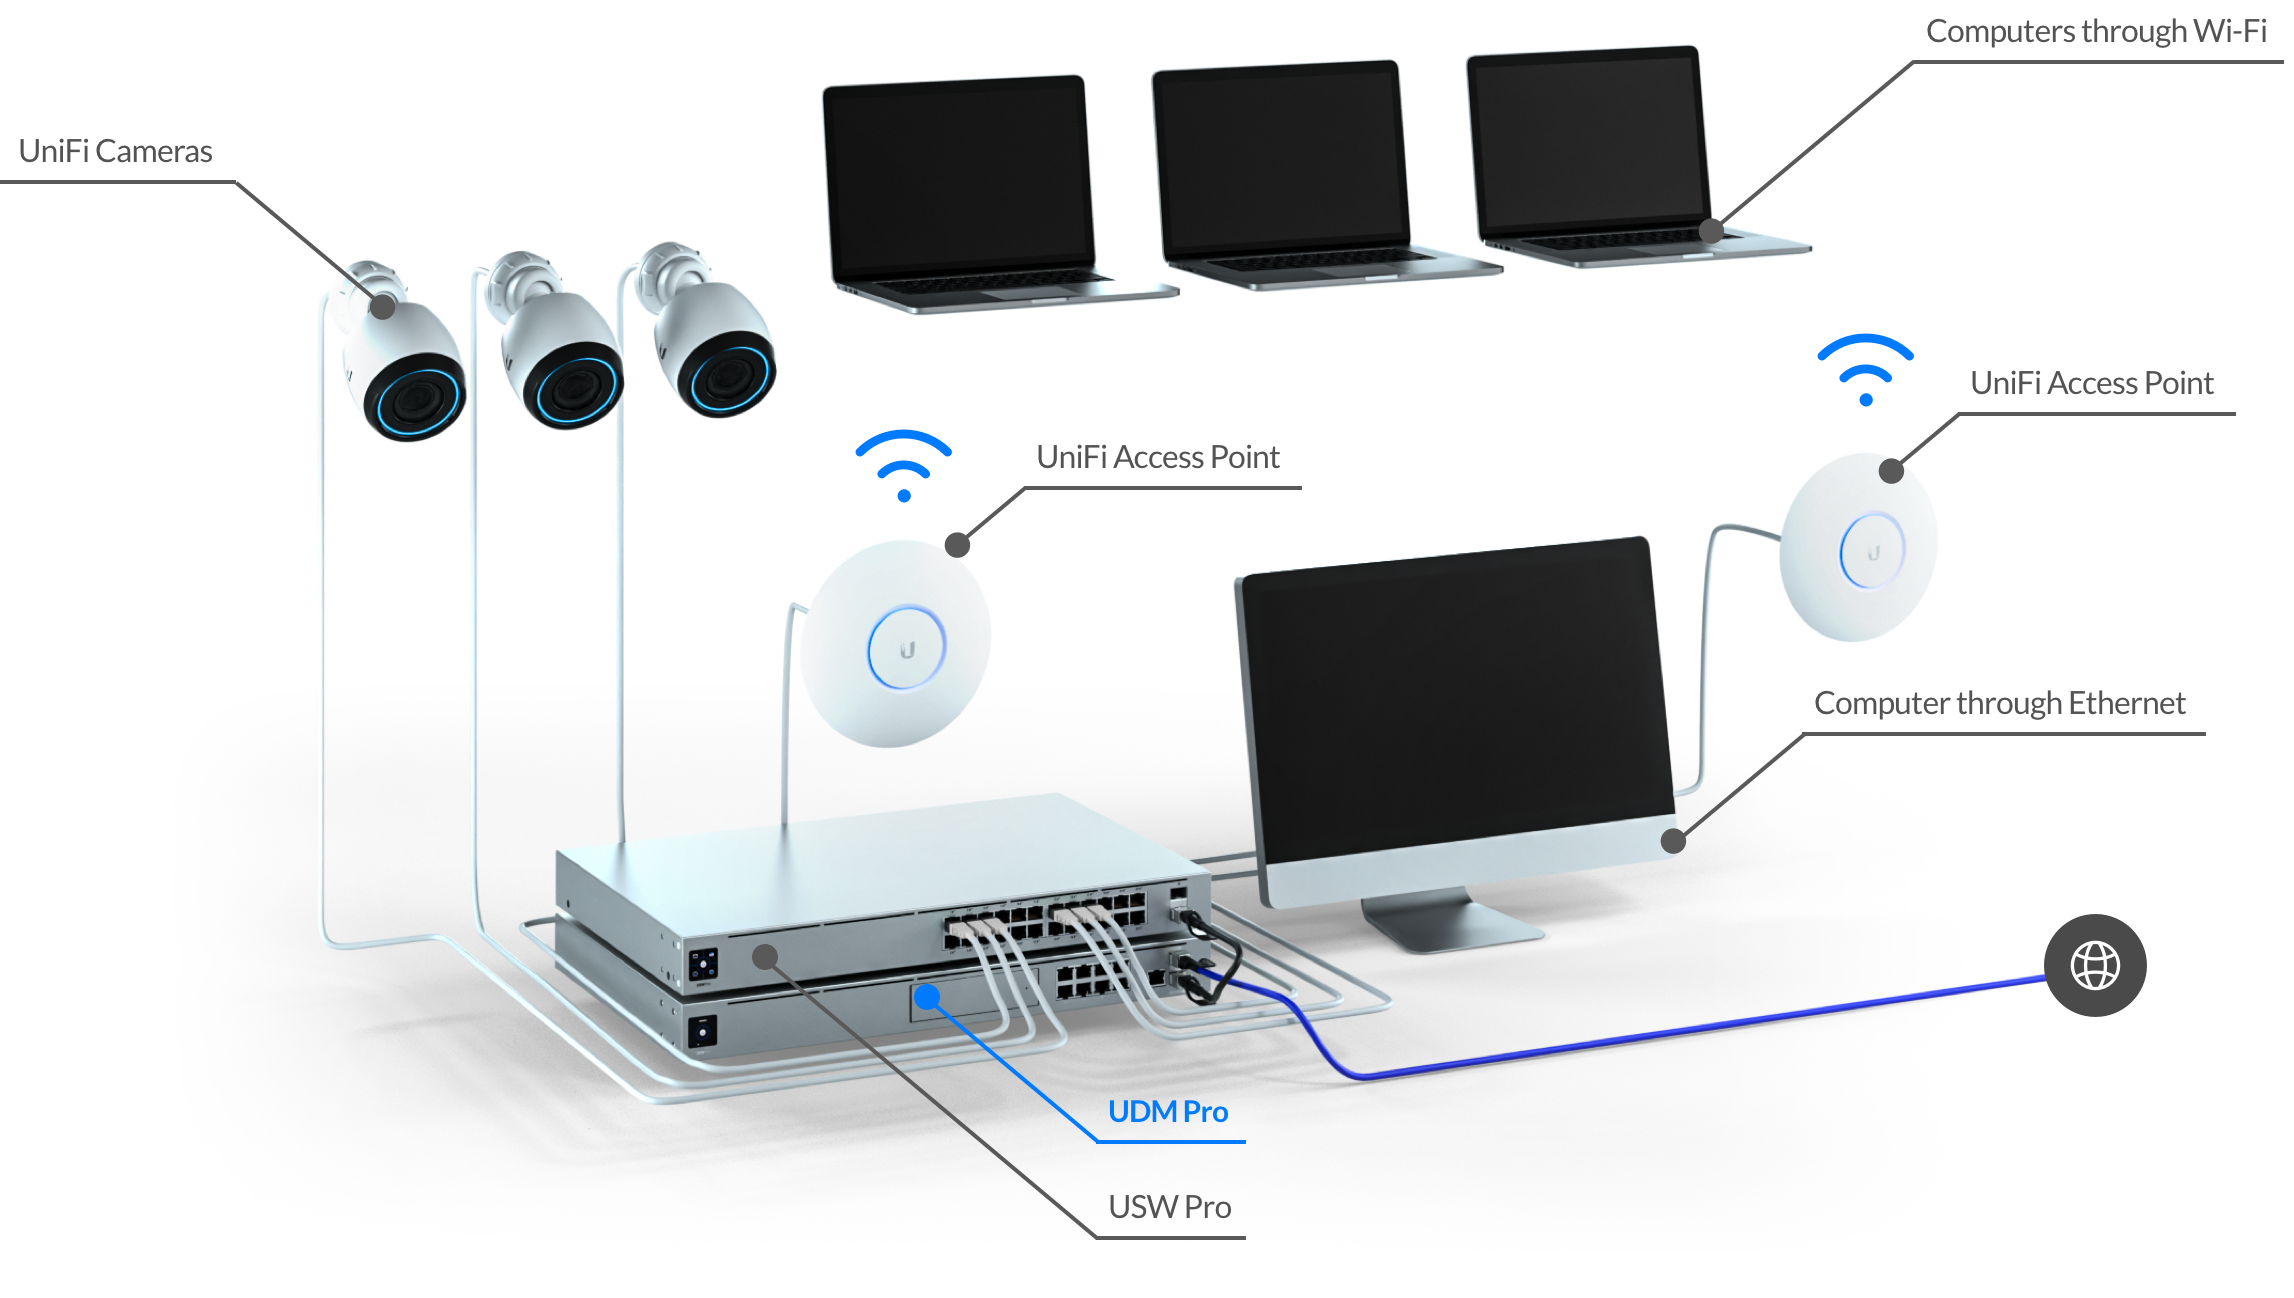 Computers through Wi-Fi
UniFi Cameras
UniFi Access Point
UniFi Access Point
Computer through Ethernet
UDM Pro
USW Pro